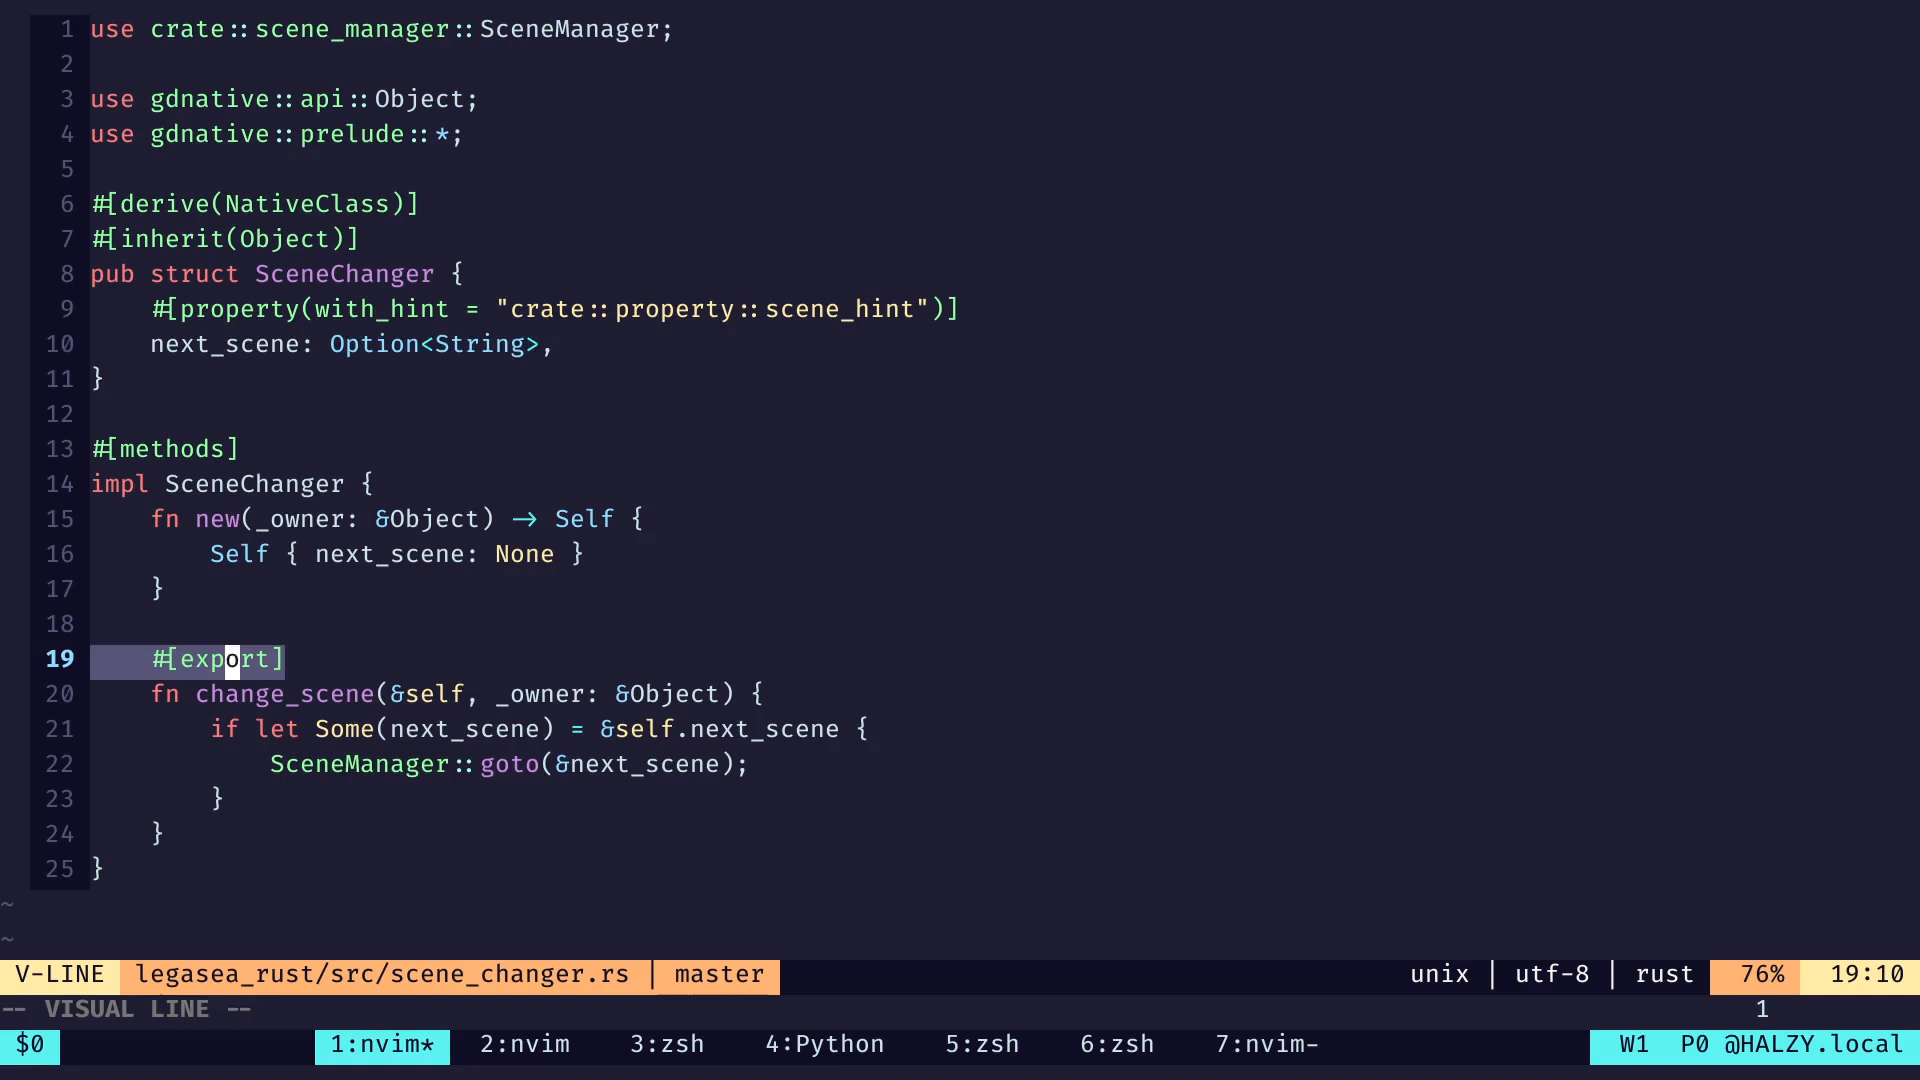 1 use crate::scene_manager::SceneManager;
2
3 use gdnative::api::Object;
4 use gdnative::prelude::*;
5
6 #[derive(NativeClass)]
7 #[inherit(Object)]
8 pub struct SceneChanger {
9     #[property(with_hint = "crate::property::scene_hint")]
10     next_scene: Option<String>,
11 }
12
13 #[methods]
14 impl SceneChanger {
15     fn new(_owner: &Object) -> Self {
16         Self { next_scene: None }
17     }
18
19     #[export]
20     fn change_scene(&self, _owner: &Object) {
21         if let Some(next_scene) = &self.next_scene {
22             SceneManager::goto(&next_scene);
23         }
24     }
25 }
~
~
V-LINE legasea_rust/src/scene_changer.rs | master unix | utf-8 | rust 76% 19:10
-- VISUAL LINE -- 1
$0 1:nvim* 2:nvim 3:zsh 4:Python 5:zsh 6:zsh 7:nvim- W1 P0 @HALZY.local